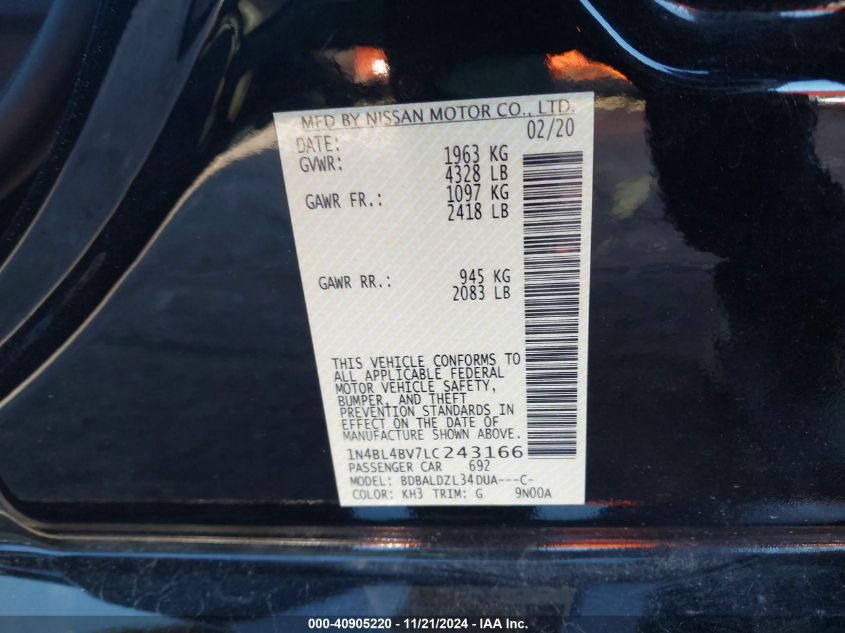 MFD BY NISSAN MOTOR CO., LTD.
DATE: 02/20
GVWR: 1963 KG
4328 LB
GAWR FR.: 1097 KG
2418 LB
GAWR RR.: 945 KG
2083 LB
THIS VEHICLE CONFORMS TO
ALL APPLICABLE FEDERAL
MOTOR VEHICLE SAFETY,
BUMPER, AND THEFT
PREVENTION STANDARDS IN
EFFECT ON THE DATE OF
MANUFACTURE SHOWN ABOVE.
1N4BL4BV7LC243166
PASSENGER CAR 692
MODEL: BDBALDZL34DUA---C-
COLOR: KH3 TRIM: G 9N00A
000-40905220 - 11/21/2024 - IAA Inc.